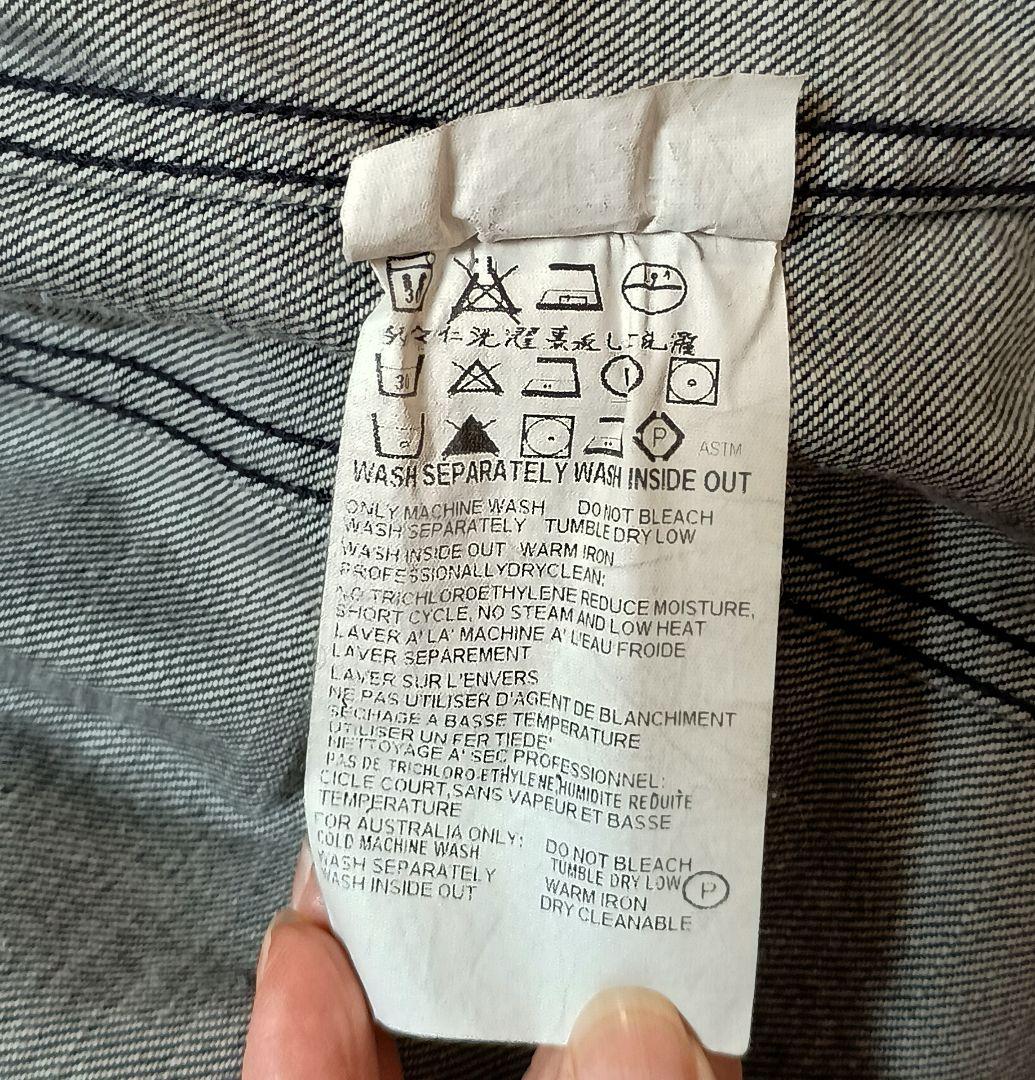 30
洗濯裏返し洗濯
30
P ASTM
WASH SEPARATELY WASH INSIDE OUT
ONLY MACHINE WASH DO NOT BLEACH
WASH SEPARATELY TUMBLE DRY LOW
WASH INSIDE OUT WARM IRON
PROFESSIONALLYDRYCLEAN:
NO TRICHLOROETHYLENE REDUCE MOISTURE,
SHORT CYCLE, NO STEAM AND LOW HEAT
LAVER A' LA' MACHINE A' L'EAU FROIDE
LAVER SEPAREMENT
LAVER SUR L'ENVERS
NE PAS UTILISER D'AGENT DE BLANCHIMENT
SECHAGE A BASSE TEMPERATURE
UTILISER UN FER TIEDE'
NETTOYAGE A' SEC PROFESSIONNEL:
PAS DE TRICHLORO-ETHYLENE, HUMIDITE REDUITE
CICLE COURT, SANS VAPEUR ET BASSE
TEMPERATURE
FOR AUSTRALIA ONLY:
COLD MACHINE WASH DO NOT BLEACH
WASH SEPARATELY TUMBLE DRY LOW
WASH INSIDE OUT WARM IRON P
DRY CLEANABLE